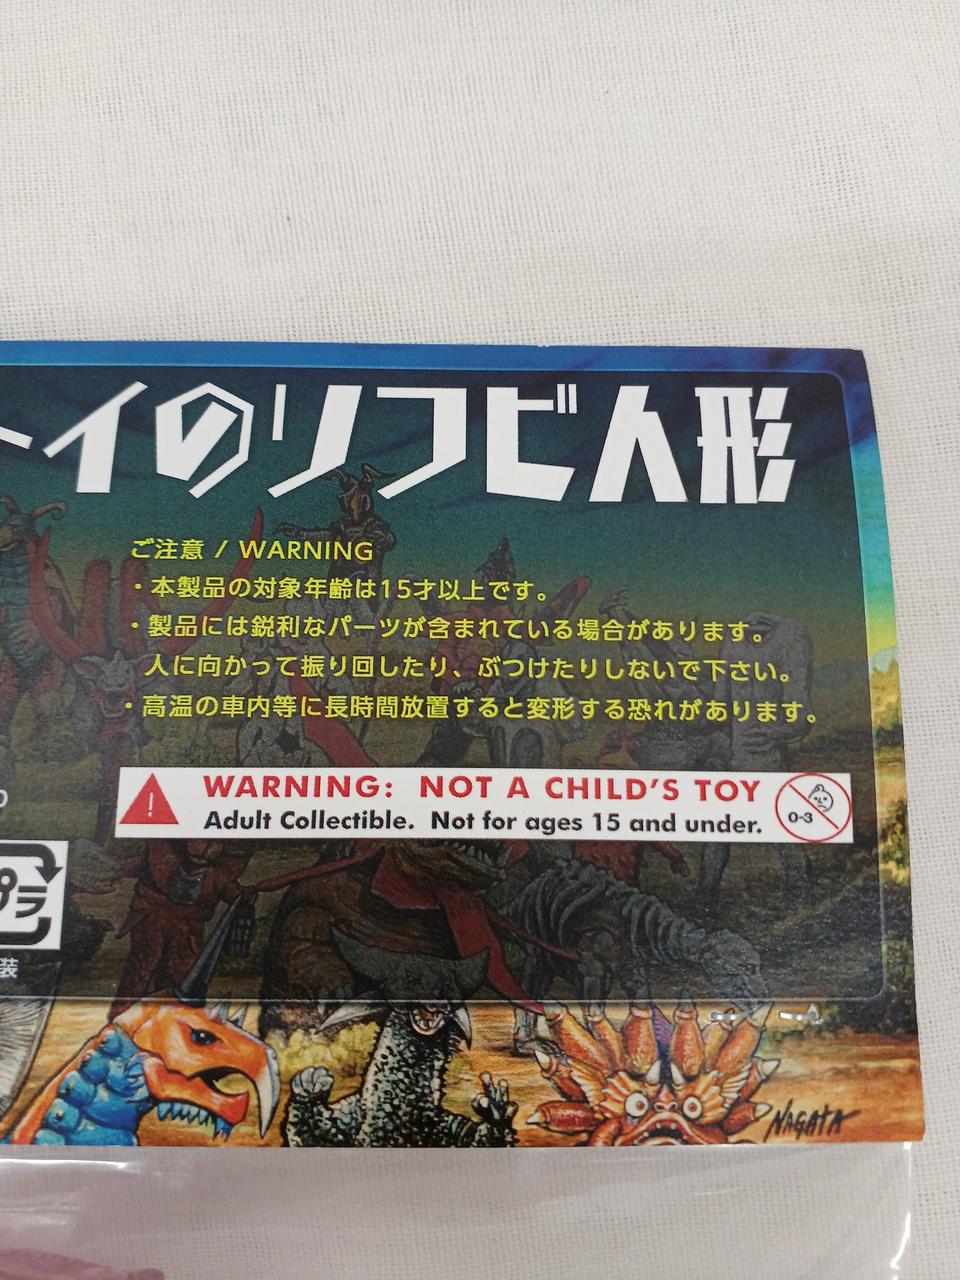 ーイのソフビ人形
ご注意 / WARNING
・本製品の対象年齢は15才以上です。
・製品には鋭利なパーツが含まれている場合があります。
人に向かって振り回したり、ぶつけたりしないで下さい。
・高温の車内等に長時間放置すると変形する恐れがあります。
WARNING: NOT A CHILD'S TOY
Adult Collectible. Not for ages 15 and under.
0-3
プラ
装
NAGATA